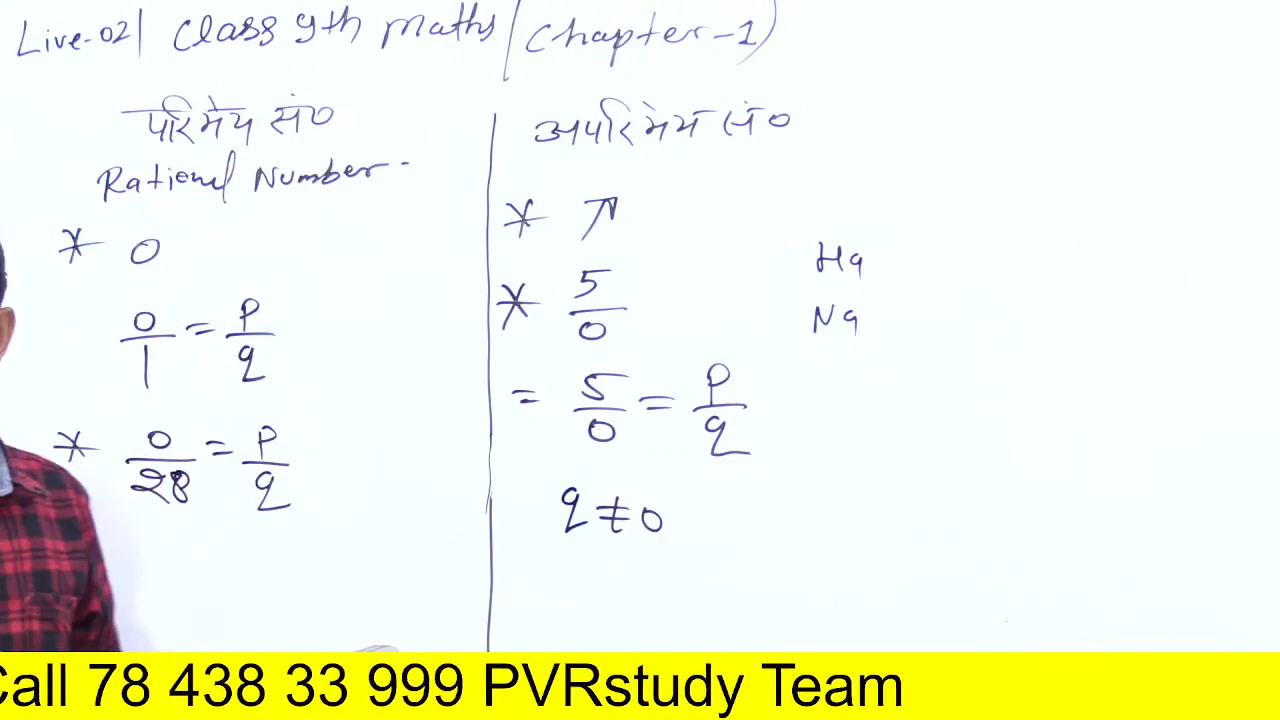 Live-02| Class 9th Maths/(Chapter-1)
परिमेय सं०
Rational Number
* 0
0/1 = p/q
* 0/28 = p/q
अपरिमेय सं०
* π
* 5/0
= 5/0 = p/q
q ≠ 0
Hq
Nq
Call 78 438 33 999 PVRstudy Team